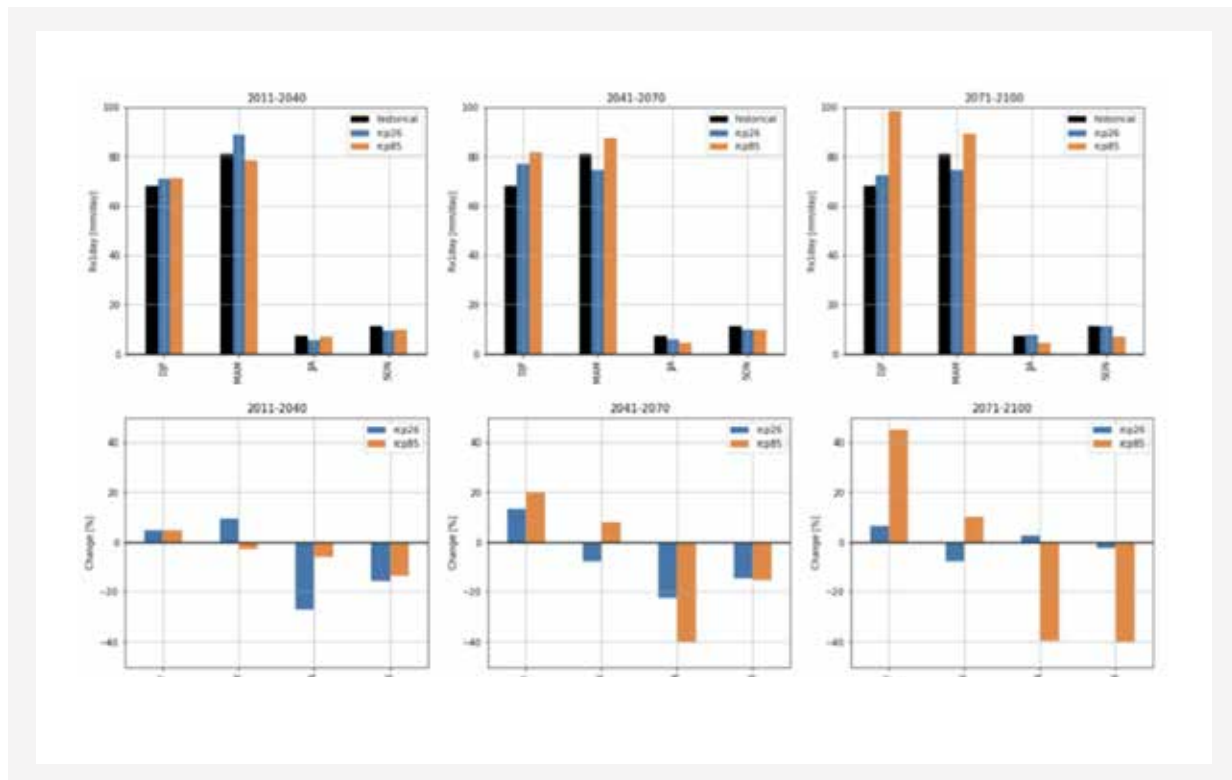 2011-2040
2041-2070
2071-2100
100
80
60
40
20
0
Rx1day [mm/day]
historical
rcp26
rcp85
DJF
MAM
JJA
SON
100
80
60
40
20
0
Rx1day [mm/day]
historical
rcp26
rcp85
DJF
MAM
JJA
SON
100
80
60
40
20
0
Rx1day [mm/day]
historical
rcp26
rcp85
DJF
MAM
JJA
SON
2011-2040
2041-2070
2071-2100
40
20
0
−20
−40
Change [%]
rcp26
rcp85
40
20
0
−20
−40
Change [%]
rcp26
rcp85
40
20
0
−20
−40
Change [%]
rcp26
rcp85